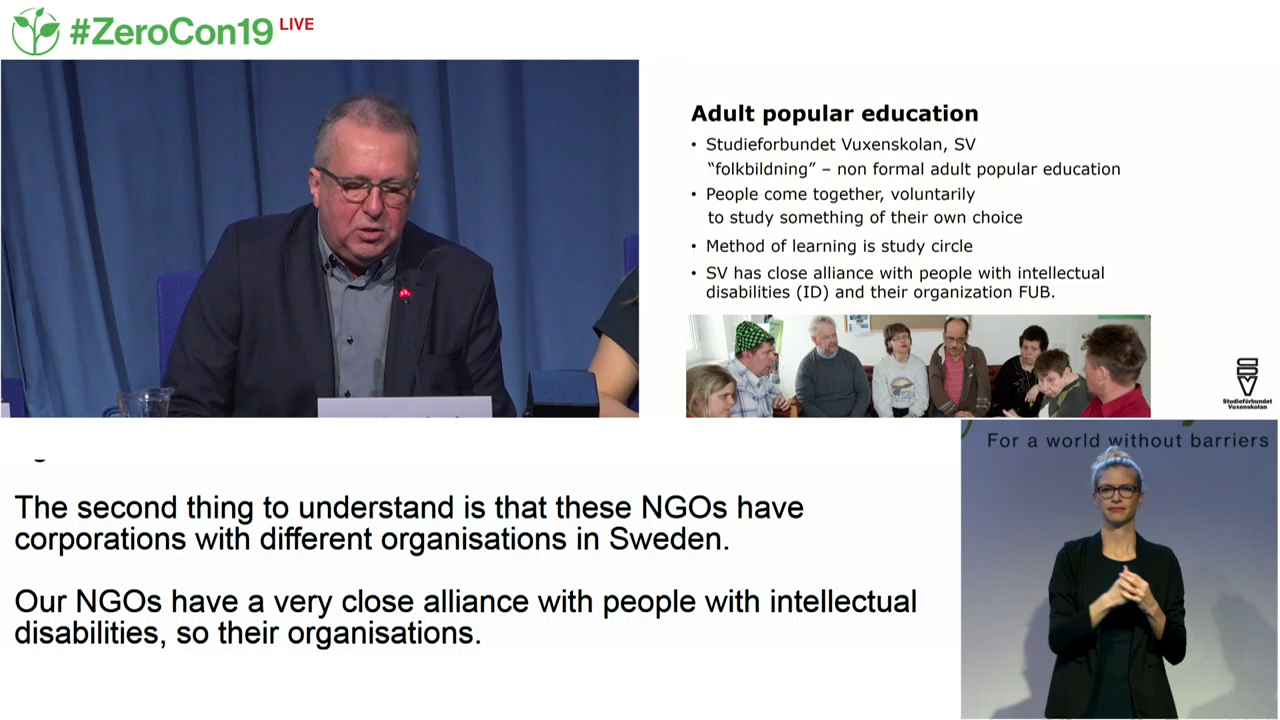 #ZeroCon19 LIVE
Adult popular education
• Studieforbundet Vuxenskolan, SV
“folkbildning” – non formal adult popular education
• People come together, voluntarily
to study something of their own choice
• Method of learning is study circle
• SV has close alliance with people with intellectual
disabilities (ID) and their organization FUB.
SV
Studieförbundet
Vuxenskolan
For a world without barriers
The second thing to understand is that these NGOs have
corporations with different organisations in Sweden.
Our NGOs have a very close alliance with people with intellectual
disabilities, so their organisations.